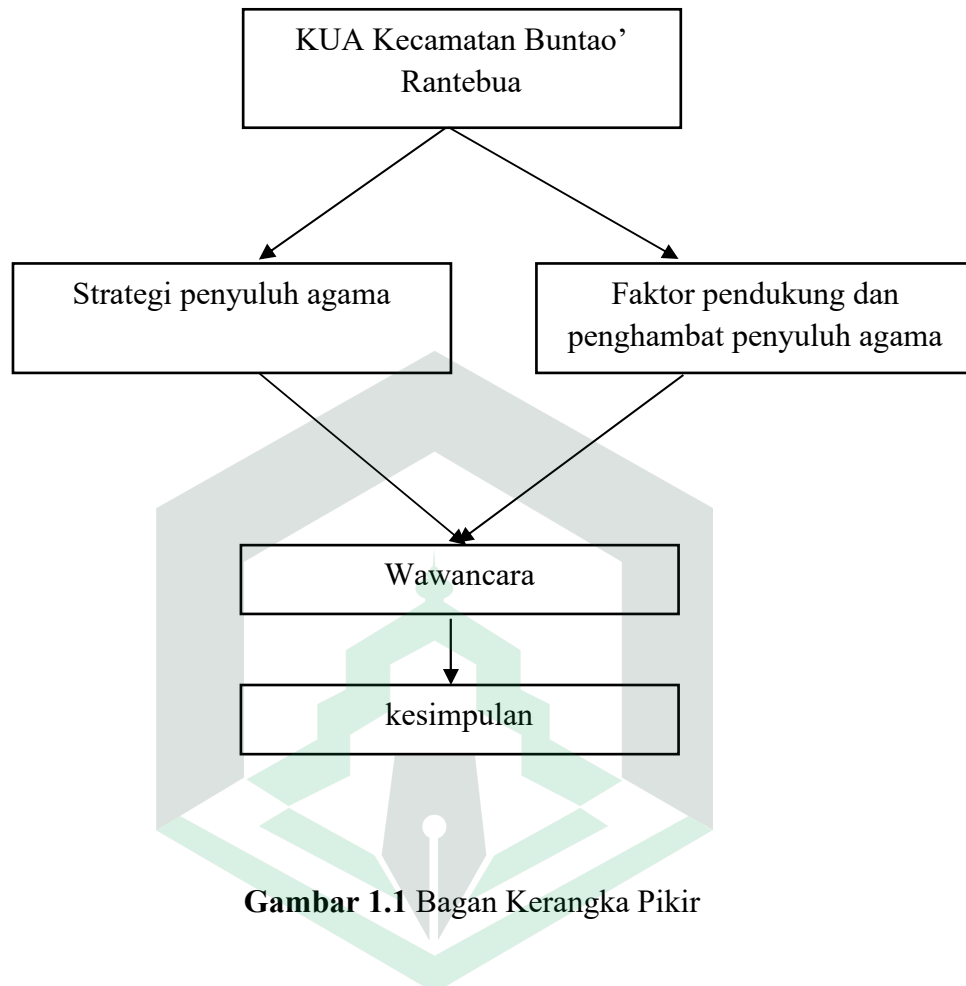 KUA Kecamatan Buntao’
Rantebua
Strategi penyuluh agama
Faktor pendukung dan
penghambat penyuluh agama
Wawancara
kesimpulan
Gambar 1.1 Bagan Kerangka Pikir